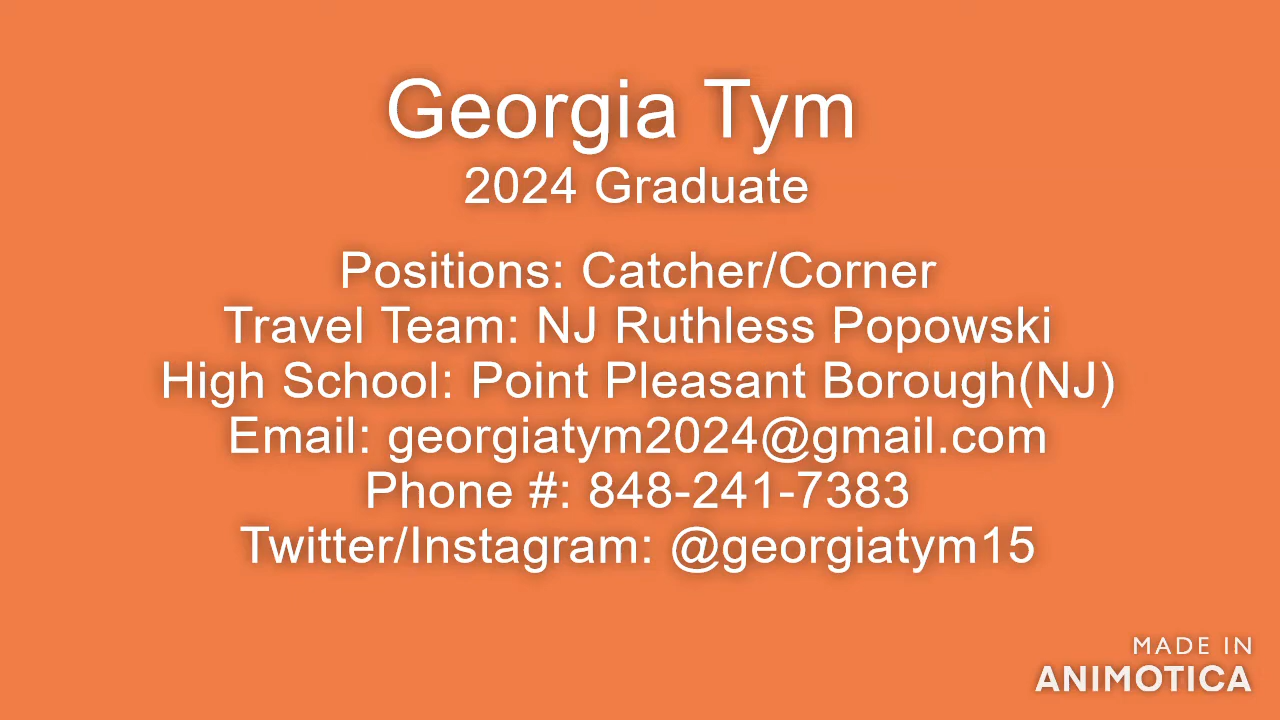 Georgia Tym
2024 Graduate
Positions: Catcher/Corner
Travel Team: NJ Ruthless Popowski
High School: Point Pleasant Borough(NJ)
Email: georgiatym2024@gmail.com
Phone #: 848-241-7383
Twitter/Instagram: @georgiatym15
MADE IN
ANIMOTICA